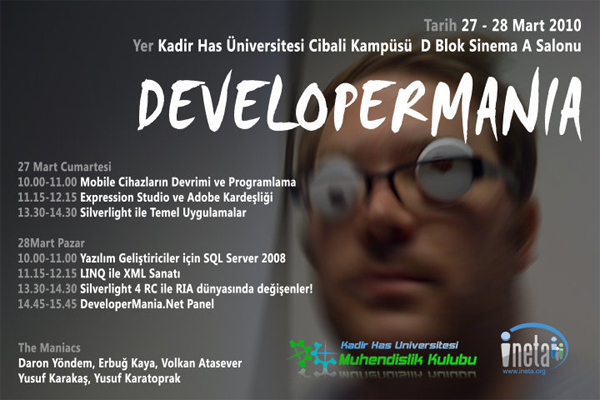 Tarih 27 - 28 Mart 2010
Yer Kadir Has Üniversitesi Cibali Kampüsü D Blok Sinema A Salonu
DEVELOPERMANIA
27 Mart Cumartesi
10.00-11.00 Mobile Cihazların Devrimi ve Programlama
11.15-12.15 Expression Studio ve Adobe Kardeşliği
13.30-14.30 Silverlight ile Temel Uygulamalar
28Mart Pazar
10.00-11.00 Yazılım Geliştiriciler için SQL Server 2008
11.15-12.15 LINQ ile XML Sanatı
13.30-14.30 Silverlight 4 RC ile RIA dünyasında değişenler!
14.45-15.45 DeveloperMania.Net Panel
The Maniacs
Daron Yöndem, Erbuğ Kaya, Volkan Atasever
Yusuf Karakaş, Yusuf Karatoprak
Kadir Has Universitesi
Muhendislik Kulubu
ineta
www.ineta.org